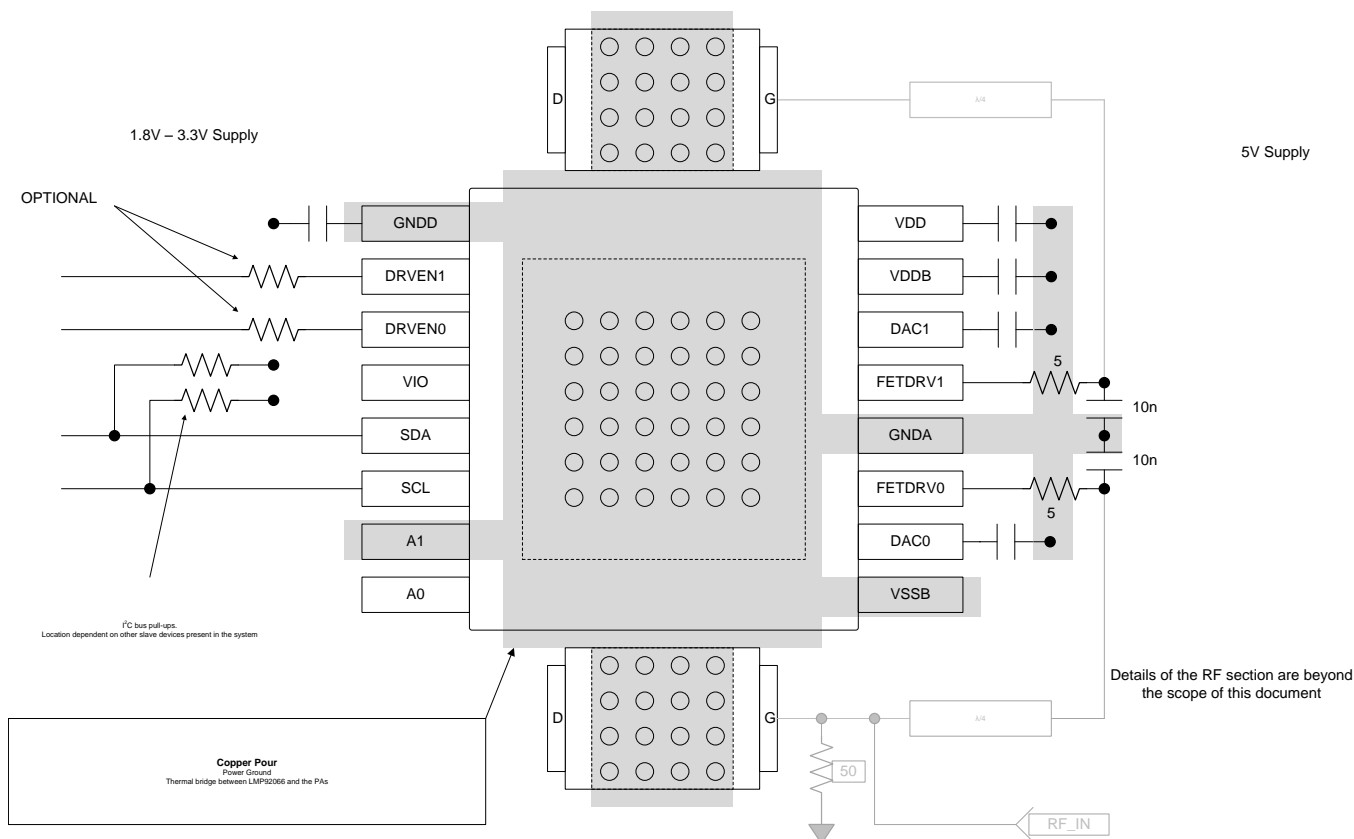 D
G
λ/4
1.8V – 3.3V Supply
5V Supply
OPTIONAL
GNDD
DRVEN1
DRVEN0
VIO
SDA
SCL
A1
A0
VDD
VDDB
DAC1
FETDRV1
GNDA
FETDRV0
DAC0
VSSB
5
10n
10n
5
I²C bus pull-ups.
Location dependent on other slave devices present in the system
Details of the RF section are beyond
the scope of this document
D
G
λ/4
50
RF_IN
Copper Pour
Power Ground
Thermal bridge between LMP92066 and the PAs